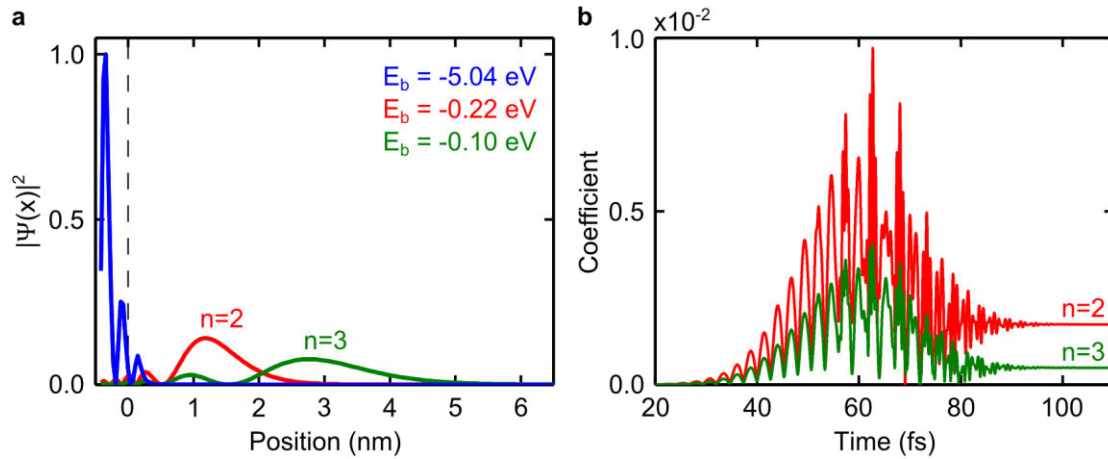 a
1.0
0.5
0.0
|Ψ(x)|²
E_b = -5.04 eV
E_b = -0.22 eV
E_b = -0.10 eV
n=2
n=3
0 1 2 3 4 5 6
Position (nm)
b
x10⁻²
1.0
0.5
0.0
Coefficient
n=2
n=3
20 40 60 80 100
Time (fs)